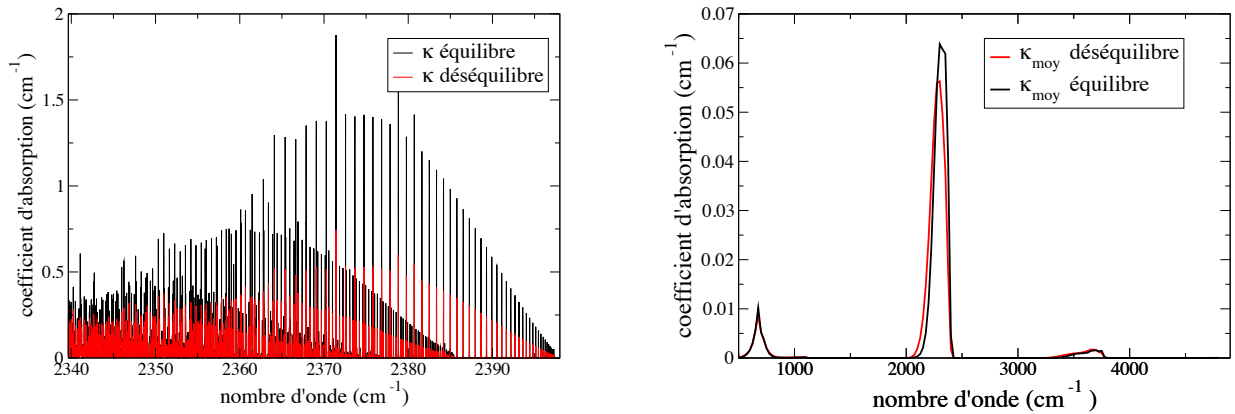 2
1.5
1
0.5
0
2340 2350 2360 2370 2380 2390
nombre d'onde (cm⁻¹)
coefficient d'absorption (cm⁻¹)
κ équilibre
κ déséquilibre
0.07
0.06
0.05
0.04
0.03
0.02
0.01
0
1000 2000 3000 4000
nombre d'onde (cm⁻¹)
coefficient d'absorption (cm⁻¹)
κmoy déséquilibre
κmoy équilibre